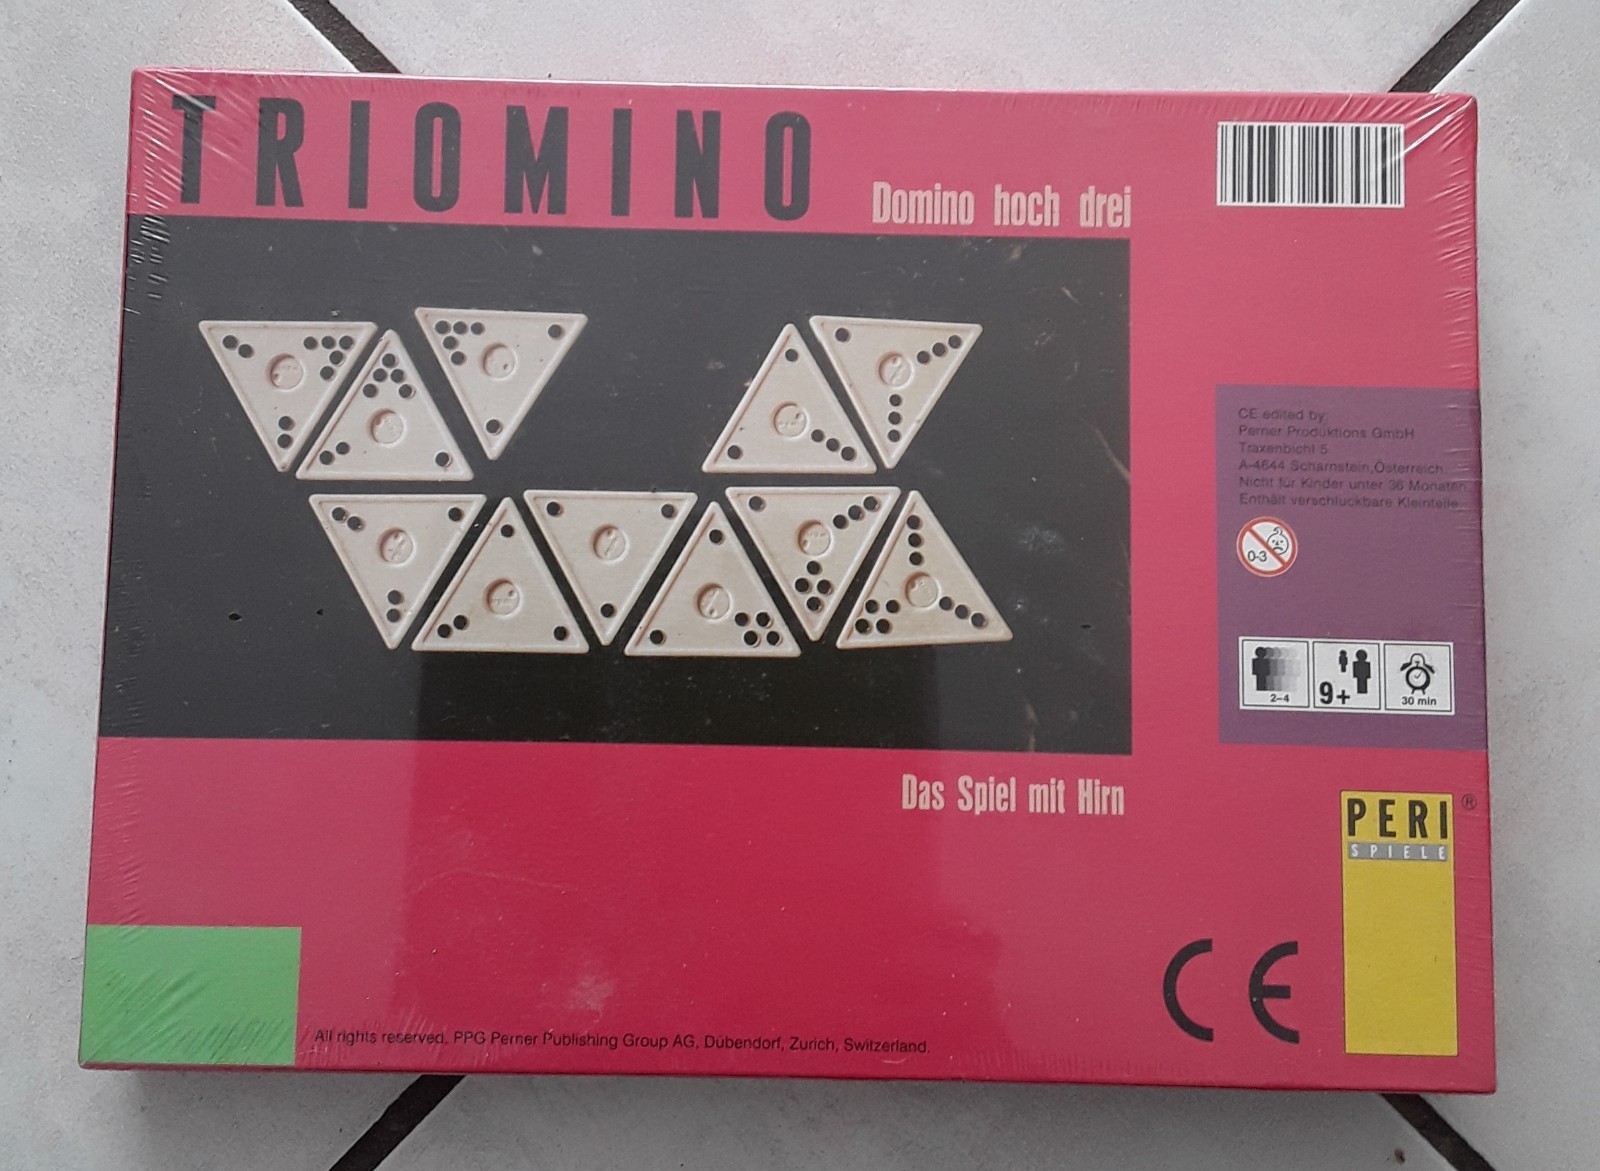 TRIOMINO
Domino hoch drei
CE edited by:
Perner Produktions GmbH
Traxenbichl 5
A-4644 Scharnstein,Österreich
Nicht für Kinder unter 36 Monaten
Enthält verschluckbare Kleinteile
0-3
2–4
9+
30 min
Das Spiel mit Hirn
PERI ®
SPIELE
CE
All rights reserved. PPG Perner Publishing Group AG, Dübendorf, Zurich, Switzerland.